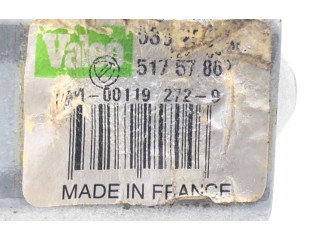 Valeo
517 57 86
00119 272-9
MADE IN FRANCE